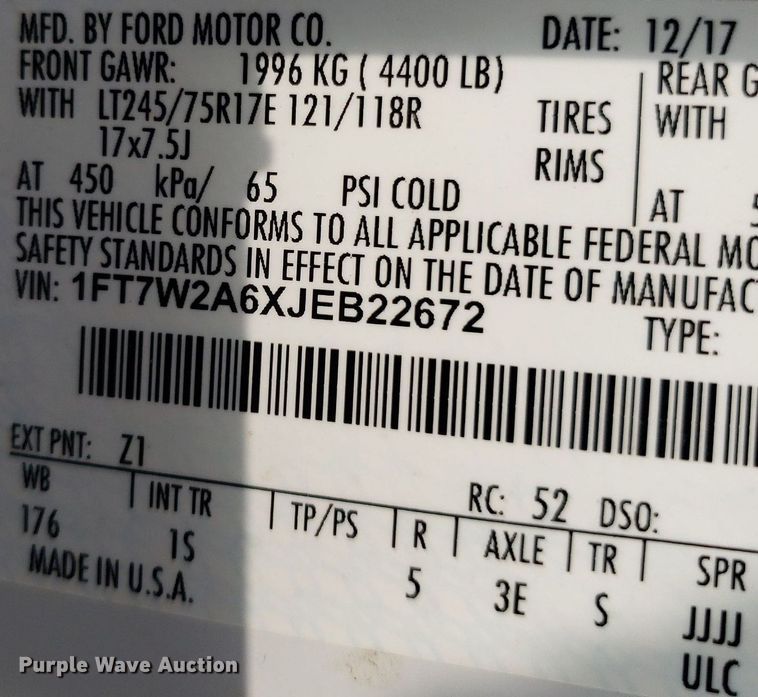 MFD. BY FORD MOTOR CO. DATE: 12/17
FRONT GAWR: 1996 KG ( 4400 LB) REAR G
WITH LT245/75R17E 121/118R TIRES WITH
17x7.5J RIMS
AT 450 kPa/ 65 PSI COLD AT
THIS VEHICLE CONFORMS TO ALL APPLICABLE FEDERAL MO
SAFETY STANDARDS IN EFFECT ON THE DATE OF MANUFAC
VIN: 1FT7W2A6XJEB22672
TYPE:
EXT PNT: Z1 RC: 52 DSO:
WB INT TR TP/PS R AXLE TR SPR
176 1S 5 3E S JJJJ
MADE IN U.S.A. ULC
Purple Wave Auction